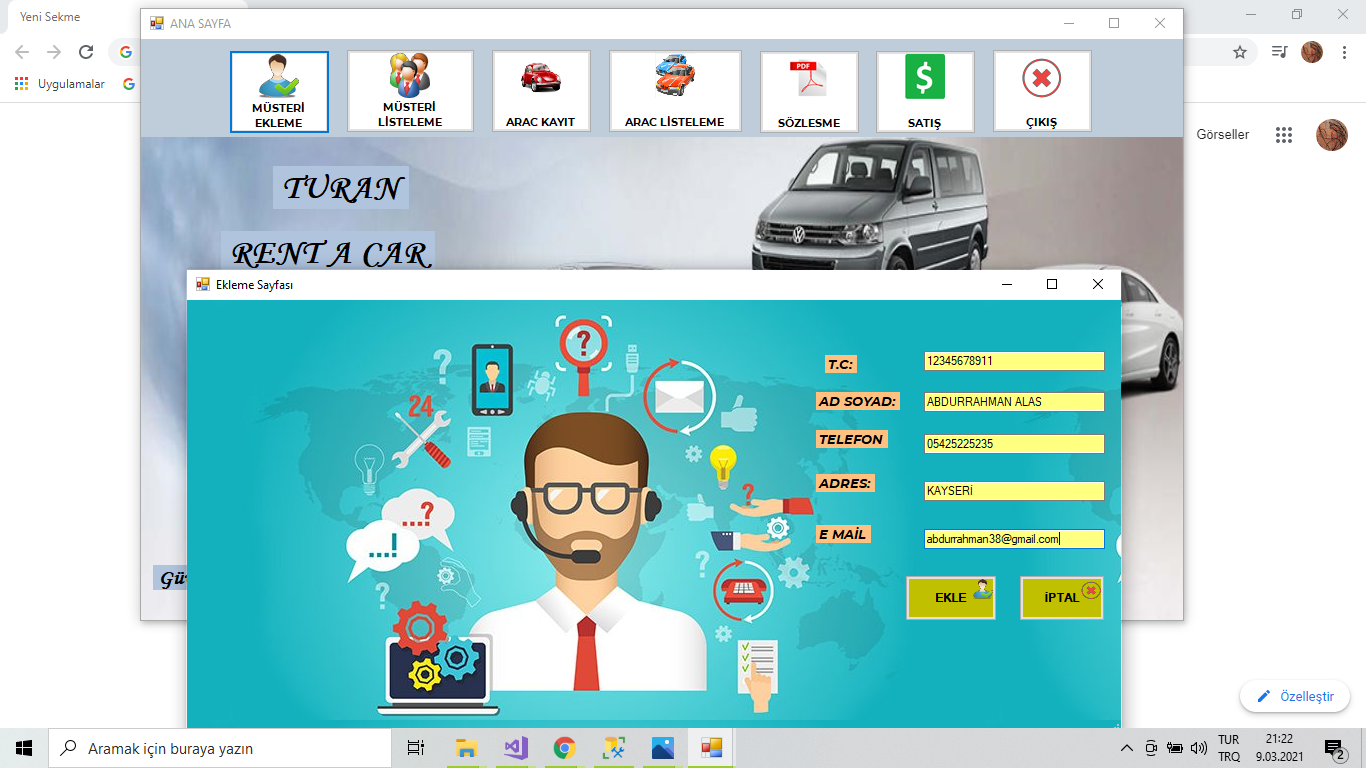 Yeni Sekme
ANA SAYFA
Uygulamalar
MÜSTERİ
EKLEME
MÜSTERİ
LİSTELEME
ARAC KAYIT
ARAC LİSTELEME
PDF
SÖZLESME
$
SATIŞ
ÇIKIŞ
Görseller
TURAN
RENT A CAR
Ekleme Sayfası
T.C:
12345678911
AD SOYAD:
ABDURRAHMAN ALAS
TELEFON
05425225235
ADRES:
KAYSERİ
E MAİL
abdurrahman38@gmail.com
EKLE
İPTAL
24
?
?
?
....?
...!
?
?
?
Özelleştir
Aramak için buraya yazın
TUR
TRQ
21:22
9.03.2021
2